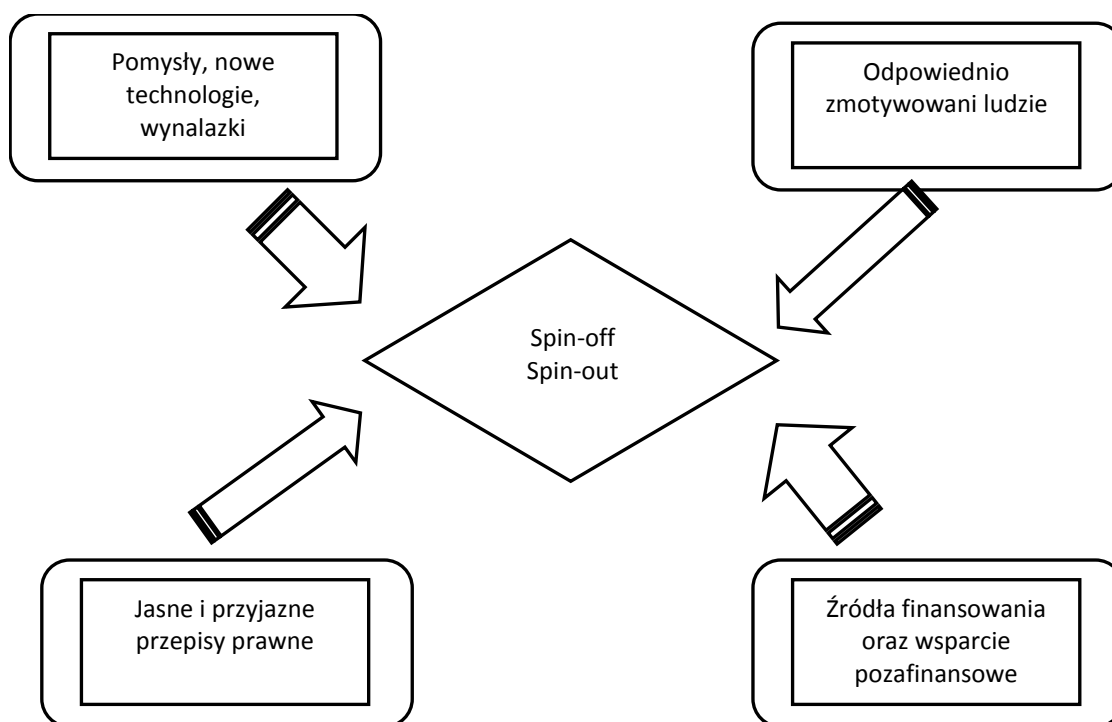 Pomysły, nowe
technologie,
wynalazki
Odpowiednio
zmotywowani ludzie
Spin-off
Spin-out
Jasne i przyjazne
przepisy prawne
Źródła finansowania
oraz wsparcie
pozafinansowe